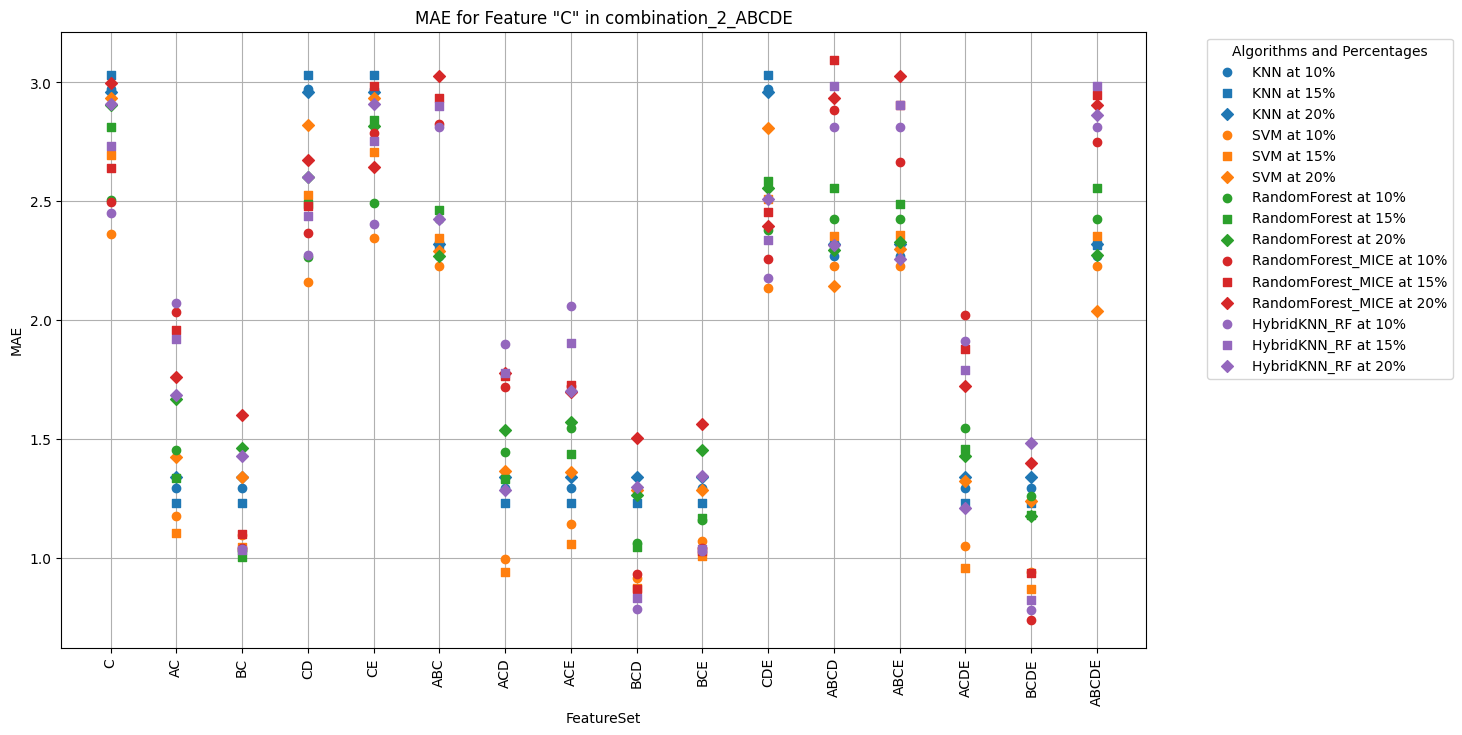 MAE for Feature "C" in combination_2_ABCDE
Algorithms and Percentages
KNN at 10%
KNN at 15%
KNN at 20%
SVM at 10%
SVM at 15%
SVM at 20%
RandomForest at 10%
RandomForest at 15%
RandomForest at 20%
RandomForest_MICE at 10%
RandomForest_MICE at 15%
RandomForest_MICE at 20%
HybridKNN_RF at 10%
HybridKNN_RF at 15%
HybridKNN_RF at 20%
MAE
3.0
2.5
2.0
1.5
1.0
C
AC
BC
CD
CE
ABC
ACD
ACE
BCD
BCE
CDE
ABCD
ABCE
ACDE
BCDE
ABCDE
FeatureSet